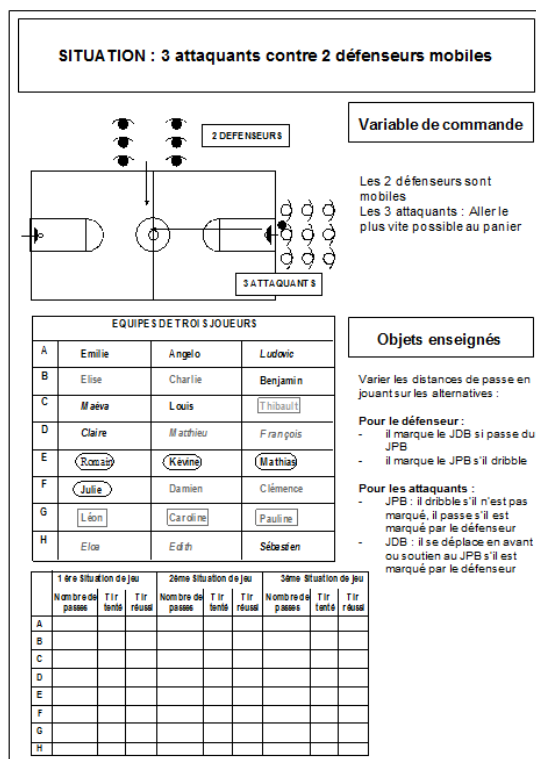 SITUATION : 3 attaquants contre 2 défenseurs mobiles
2 DEFENSEURS
3 ATTAQUANTS
Variable de commande
Les 2 défenseurs sont
mobiles
Les 3 attaquants : Aller le
plus vite possible au panier
EQUIPES DE TROIS JOUEURS
A Emilie Angelo Ludovic
B Elise Charlie Benjamin
C Maéva Louis Thibault
D Claire Matthieu François
E Romain Kévine Mathias
F Julie Damien Clémence
G Léon Caroline Pauline
H Eloa Edith Sébastien
Objets enseignés
Varier les distances de passe en
jouant sur les alternatives :
Pour le défenseur :
- il marque le JDB si passe du
JPB
- il marque le JPB s'il dribble
Pour les attaquants :
- JPB : il dribble s'il n'est pas
marqué, il passe s'il est
marqué par le défenseur
- JDB : il se déplace en avant
ou soutien au JPB s'il est
marqué par le défenseur
1ère Situation de jeu 2ème Situation de jeu 3ème Situation de jeu
Nombre de passes Tir tenté Tir réussi Nombre de passes Tir tenté Tir réussi Nombre de passes Tir tenté Tir réussi
A
B
C
D
E
F
G
H